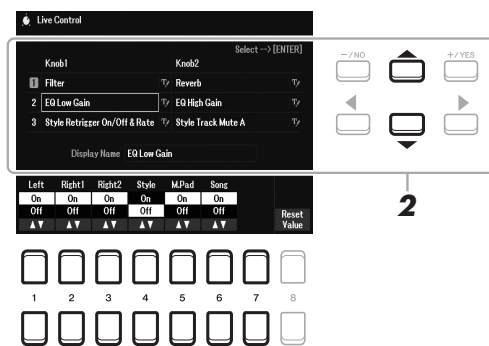 Live Control
Select --> [ENTER]
Knob1 Knob2
1 Filter Reverb
2 EQ Low Gain EQ High Gain
3 Style Retrigger On/Off & Rate Style Track Mute A
Display Name EQ Low Gain
Left Right1 Right2 Style M.Pad Song
On On On On On On
Off Off Off Off Off Off
Reset
Value
−/NO +/YES
2
1 2 3 4 5 6 7 8